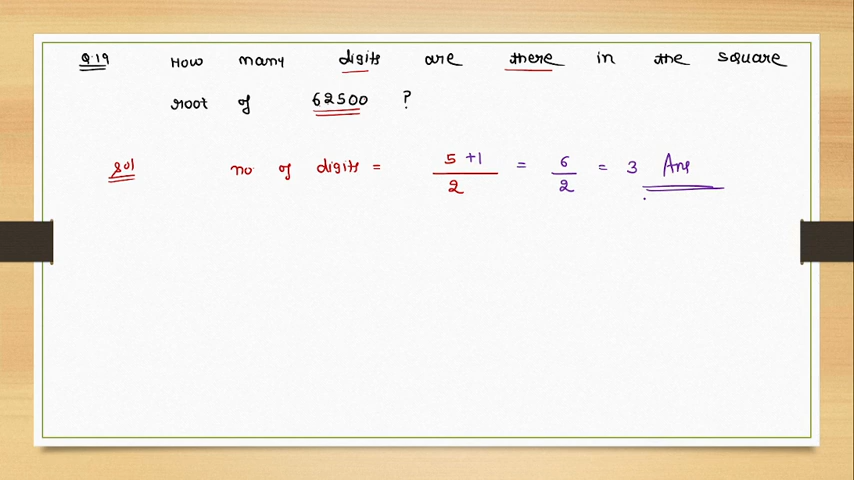 Q.19 How many digits are there in the square
root of 62500 ?
sol no. of digits = 5 +1 / 2 = 6 / 2 = 3 Ans